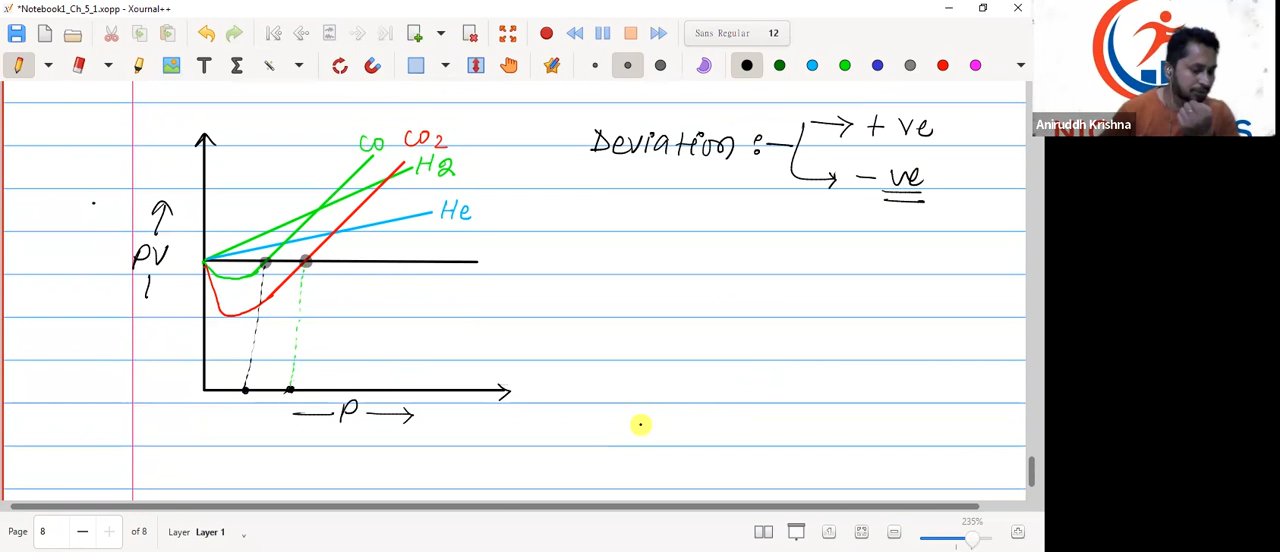 *Notebook1_Ch_5_1.xopp - Xournal++
Sans Regular 12
Aniruddh Krishna
CO
CO2
H2
He
PV
P
Deviation :-
+ ve
- ve
Page 8 of 8 Layer Layer 1
235%